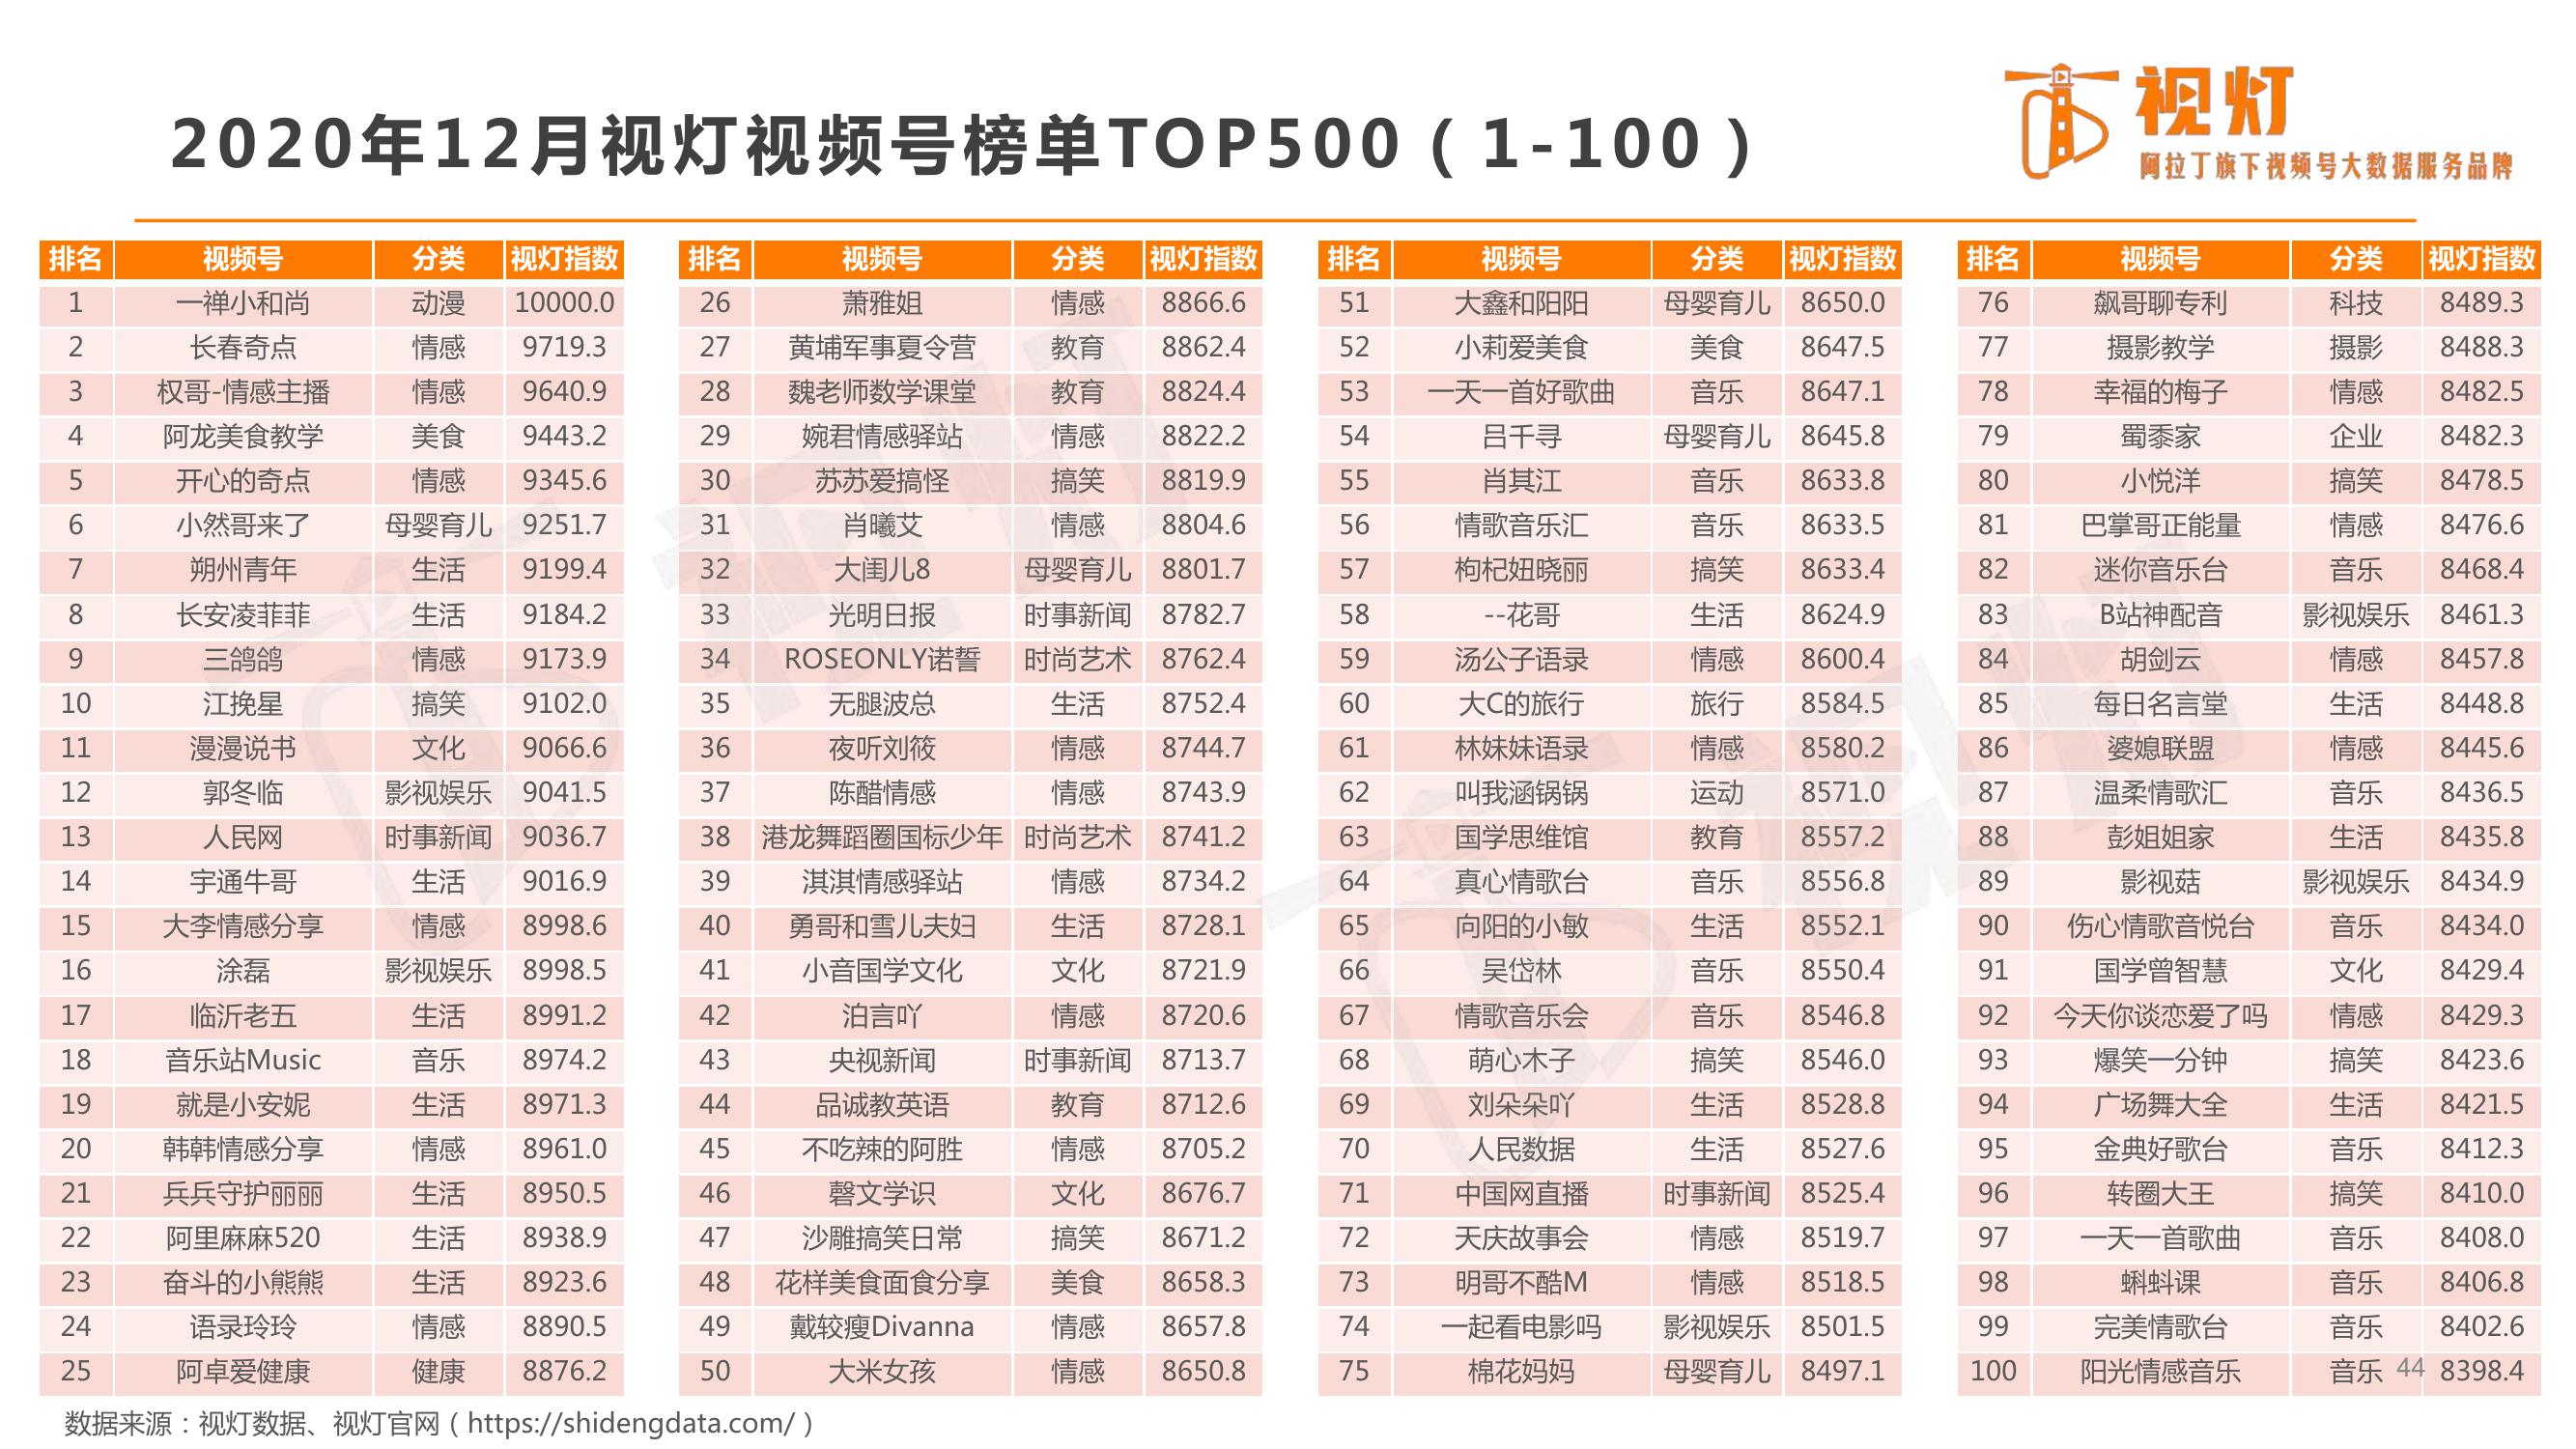 2020年12月视灯视频号榜单TOP500（1-100）
视灯
阿拉丁旗下视频号大数据服务品牌
排名 视频号 分类 视灯指数
1 一禅小和尚 动漫 10000.0
2 长春奇点 情感 9719.3
3 权哥-情感主播 情感 9640.9
4 阿龙美食教学 美食 9443.2
5 开心的奇点 情感 9345.6
6 小然哥来了 母婴育儿 9251.7
7 朔州青年 生活 9199.4
8 长安凌菲菲 生活 9184.2
9 三鸽鸽 情感 9173.9
10 江挽星 搞笑 9102.0
11 漫漫说书 文化 9066.6
12 郭冬临 影视娱乐 9041.5
13 人民网 时事新闻 9036.7
14 宇通牛哥 生活 9016.9
15 大李情感分享 情感 8998.6
16 涂磊 影视娱乐 8998.5
17 临沂老五 生活 8991.2
18 音乐站Music 音乐 8974.2
19 就是小安妮 生活 8971.3
20 韩韩情感分享 情感 8961.0
21 兵兵守护丽丽 生活 8950.5
22 阿里麻麻520 生活 8938.9
23 奋斗的小熊熊 生活 8923.6
24 语录玲玲 情感 8890.5
25 阿卓爱健康 健康 8876.2
排名 视频号 分类 视灯指数
26 萧雅姐 情感 8866.6
27 黄埔军事夏令营 教育 8862.4
28 魏老师数学课堂 教育 8824.4
29 婉君情感驿站 情感 8822.2
30 苏苏爱搞怪 搞笑 8819.9
31 肖曦艾 情感 8804.6
32 大闺儿8 母婴育儿 8801.7
33 光明日报 时事新闻 8782.7
34 ROSEONLY诺誓 时尚艺术 8762.4
35 无腿波总 生活 8752.4
36 夜听刘筱 情感 8744.7
37 陈醋情感 情感 8743.9
38 港龙舞蹈圈国标少年 时尚艺术 8741.2
39 淇淇情感驿站 情感 8734.2
40 勇哥和雪儿夫妇 生活 8728.1
41 小音国学文化 文化 8721.9
42 泊言吖 情感 8720.6
43 央视新闻 时事新闻 8713.7
44 品诚教英语 教育 8712.6
45 不吃辣的阿胜 情感 8705.2
46 磬文学识 文化 8676.7
47 沙雕搞笑日常 搞笑 8671.2
48 花样美食面食分享 美食 8658.3
49 戴较瘦Divanna 情感 8657.8
50 大米女孩 情感 8650.8
排名 视频号 分类 视灯指数
51 大鑫和阳阳 母婴育儿 8650.0
52 小莉爱美食 美食 8647.5
53 一天一首好歌曲 音乐 8647.1
54 吕千寻 母婴育儿 8645.8
55 肖其江 音乐 8633.8
56 情歌音乐汇 音乐 8633.5
57 枸杞妞晓丽 搞笑 8633.4
58 --花哥 生活 8624.9
59 汤公子语录 情感 8600.4
60 大C的旅行 旅行 8584.5
61 林妹妹语录 情感 8580.2
62 叫我涵锅锅 运动 8571.0
63 国学思维馆 教育 8557.2
64 真心情歌台 音乐 8556.8
65 向阳的小敏 生活 8552.1
66 吴岱林 音乐 8550.4
67 情歌音乐会 音乐 8546.8
68 萌心木子 搞笑 8546.0
69 刘朵朵吖 生活 8528.8
70 人民数据 生活 8527.6
71 中国网直播 时事新闻 8525.4
72 天庆故事会 情感 8519.7
73 明哥不酷M 情感 8518.5
74 一起看电影吗 影视娱乐 8501.5
75 棉花妈妈 母婴育儿 8497.1
排名 视频号 分类 视灯指数
76 飙哥聊专利 科技 8489.3
77 摄影教学 摄影 8488.3
78 幸福的梅子 情感 8482.5
79 蜀黍家 企业 8482.3
80 小悦洋 搞笑 8478.5
81 巴掌哥正能量 情感 8476.6
82 迷你音乐台 音乐 8468.4
83 B站神配音 影视娱乐 8461.3
84 胡剑云 情感 8457.8
85 每日名言堂 生活 8448.8
86 婆媳联盟 情感 8445.6
87 温柔情歌汇 音乐 8436.5
88 彭姐姐家 生活 8435.8
89 影视菇 影视娱乐 8434.9
90 伤心情歌音悦台 音乐 8434.0
91 国学曾智慧 文化 8429.4
92 今天你谈恋爱了吗 情感 8429.3
93 爆笑一分钟 搞笑 8423.6
94 广场舞大全 生活 8421.5
95 金典好歌台 音乐 8412.3
96 转圈大王 搞笑 8410.0
97 一天一首歌曲 音乐 8408.0
98 蝌蚪课 音乐 8406.8
99 完美情歌台 音乐 8402.6
100 阳光情感音乐 音乐 8398.4
44
数据来源：视灯数据、视灯官网（https://shidengdata.com/）